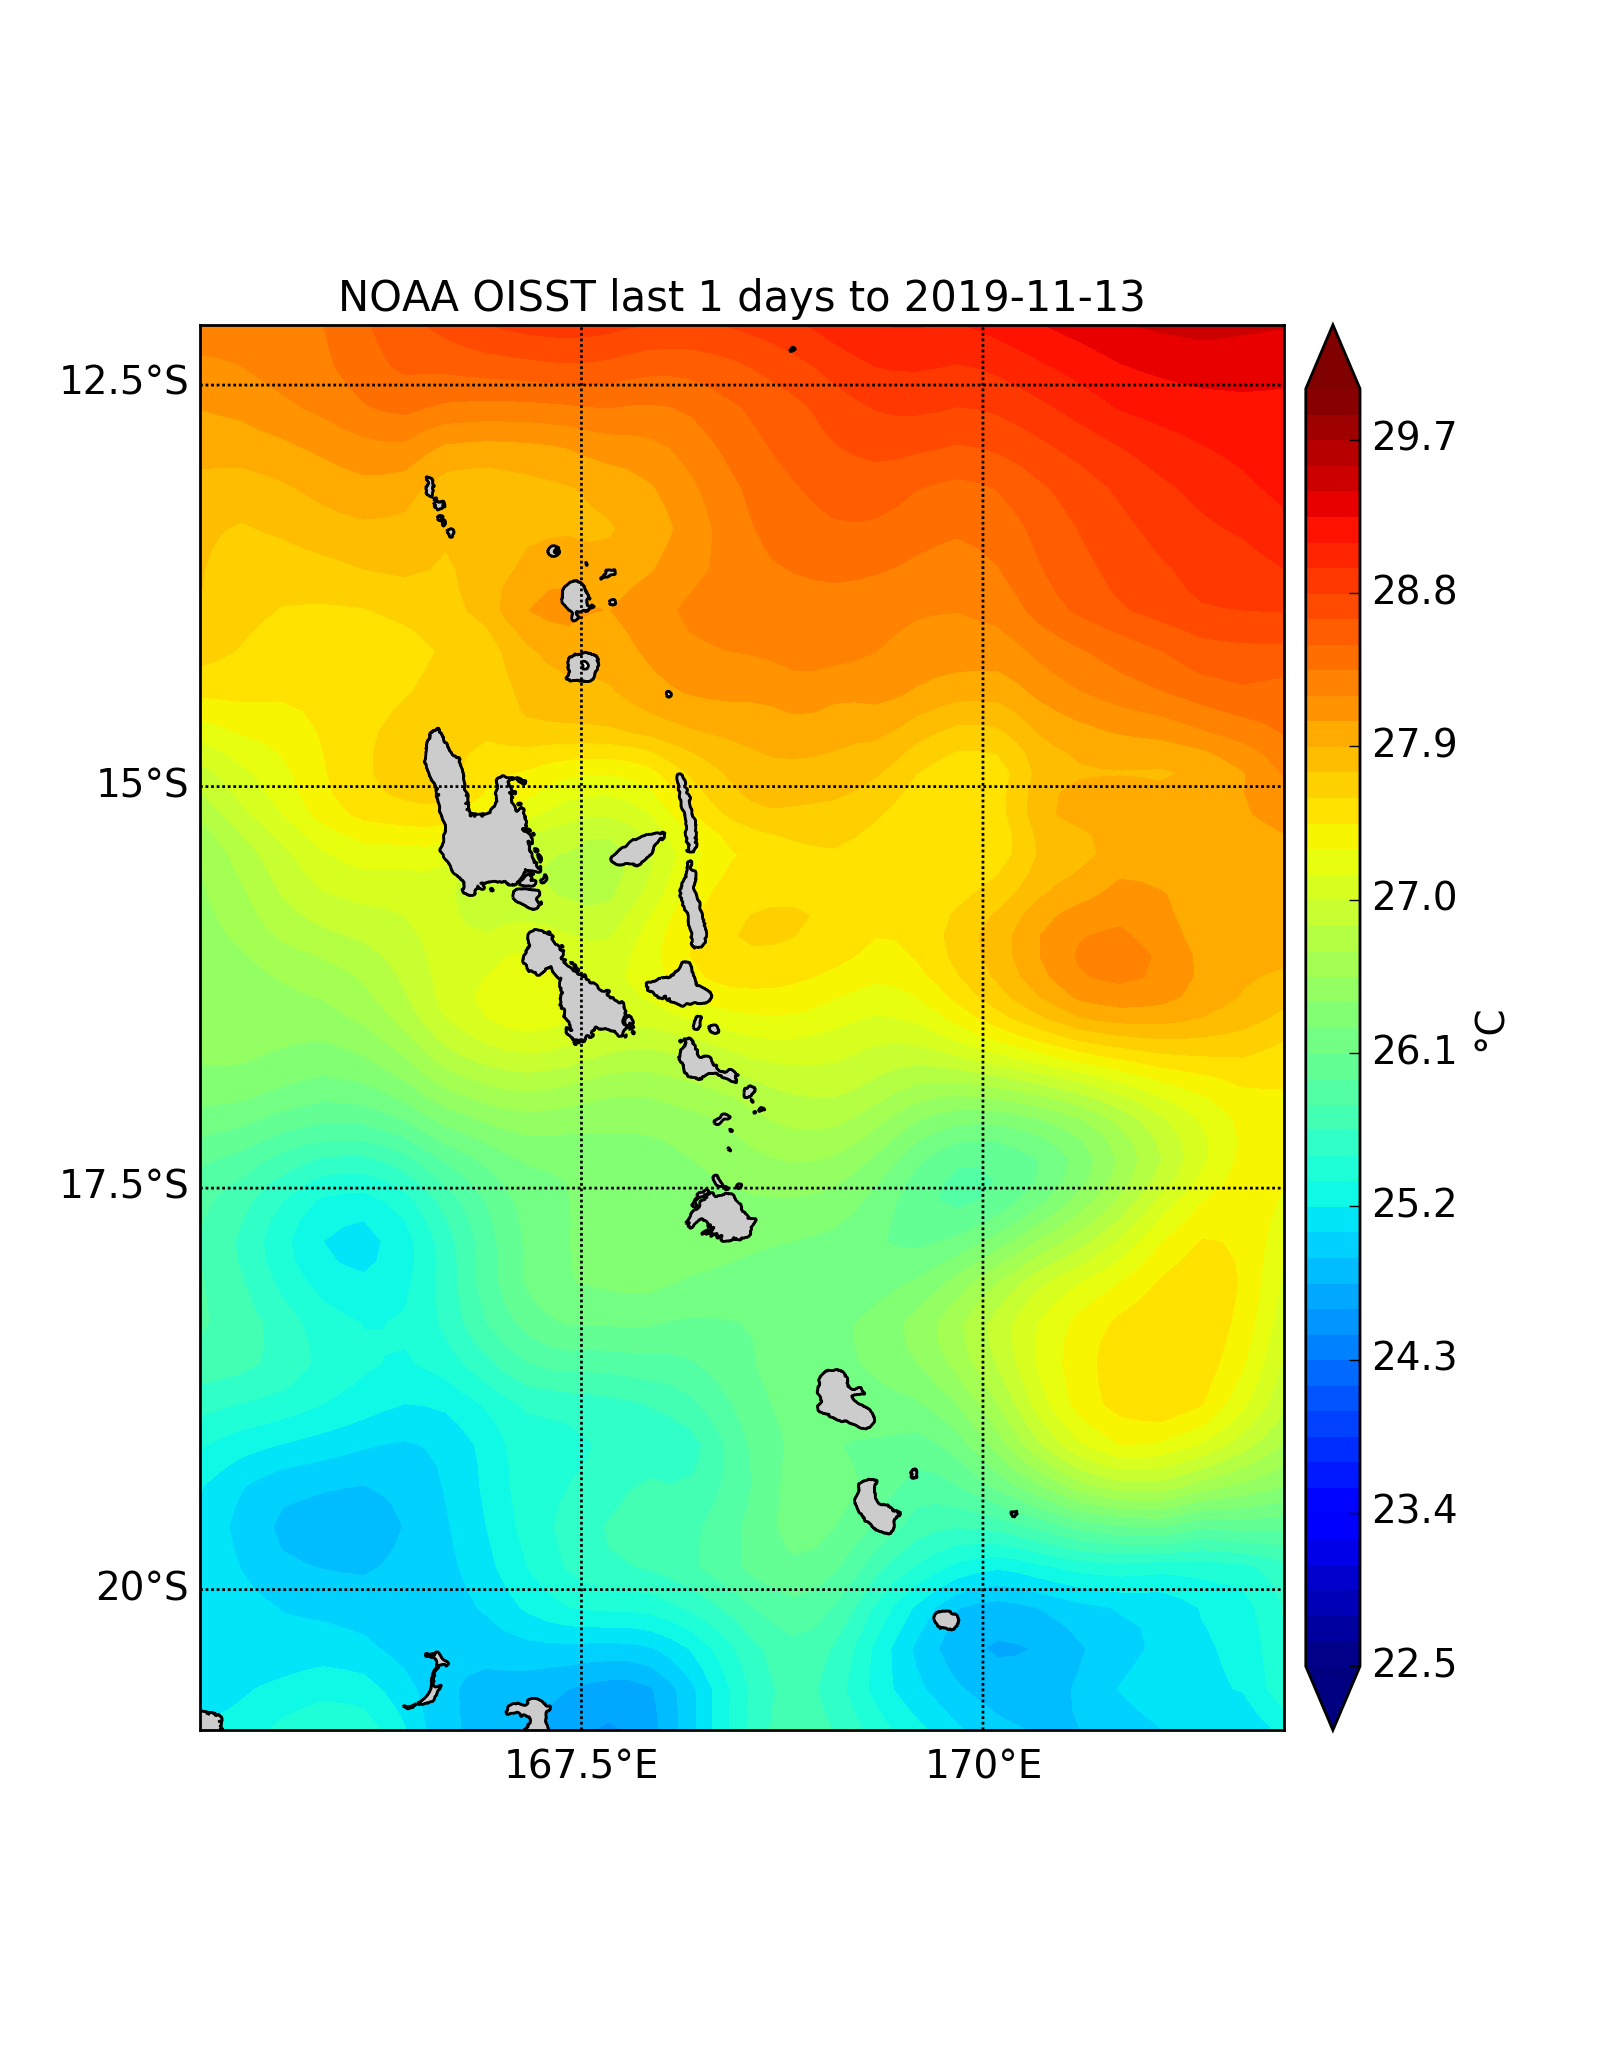 NOAA OISST last 1 days to 2019-11-13
12.5°S
15°S
17.5°S
20°S
167.5°E
170°E
29.7
28.8
27.9
27.0
26.1
25.2
24.3
23.4
22.5
°C